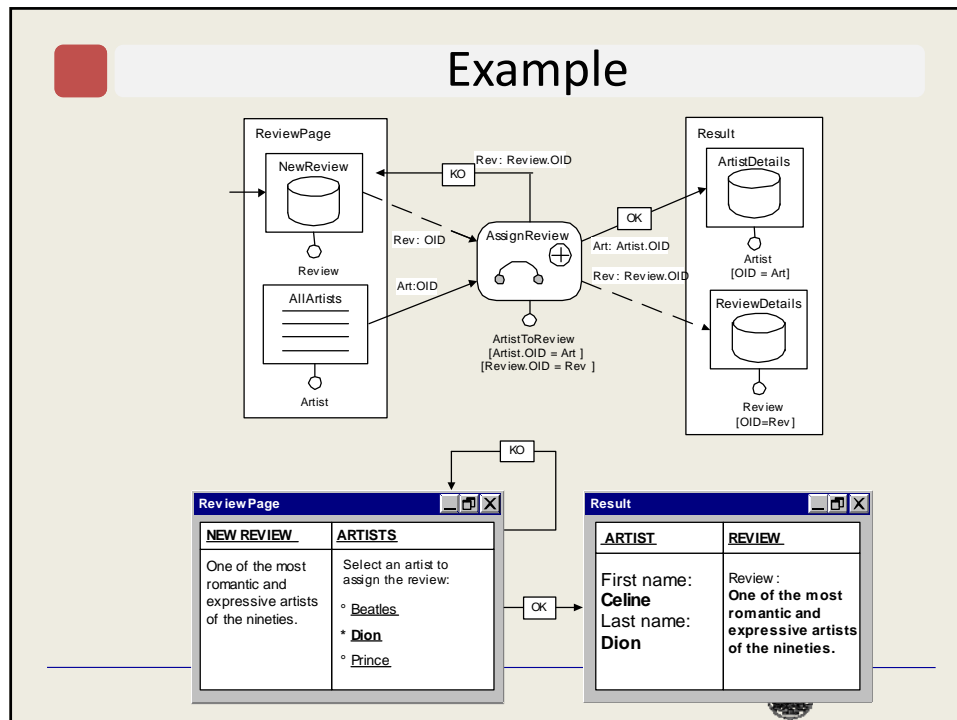 Example
ReviewPage
NewReview
Review
AllArtists
Artist
KO
Rev: Review.OID
Rev: OID
Art:OID
AssignReview
ArtistToReview
[Artist.OID = Art ]
[Review.OID = Rev ]
OK
Art: Artist.OID
Rev: Review.OID
Result
ArtistDetails
Artist
[OID = Art]
ReviewDetails
Review
[OID=Rev]
KO
ReviewPage
NEW REVIEW
One of the most
romantic and
expressive artists
of the nineties.
ARTISTS
Select an artist to
assign the review:
° Beatles
* Dion
° Prince
OK
Result
ARTIST
First name:
Celine
Last name:
Dion
REVIEW
Review :
One of the most
romantic and
expressive artists
of the nineties.